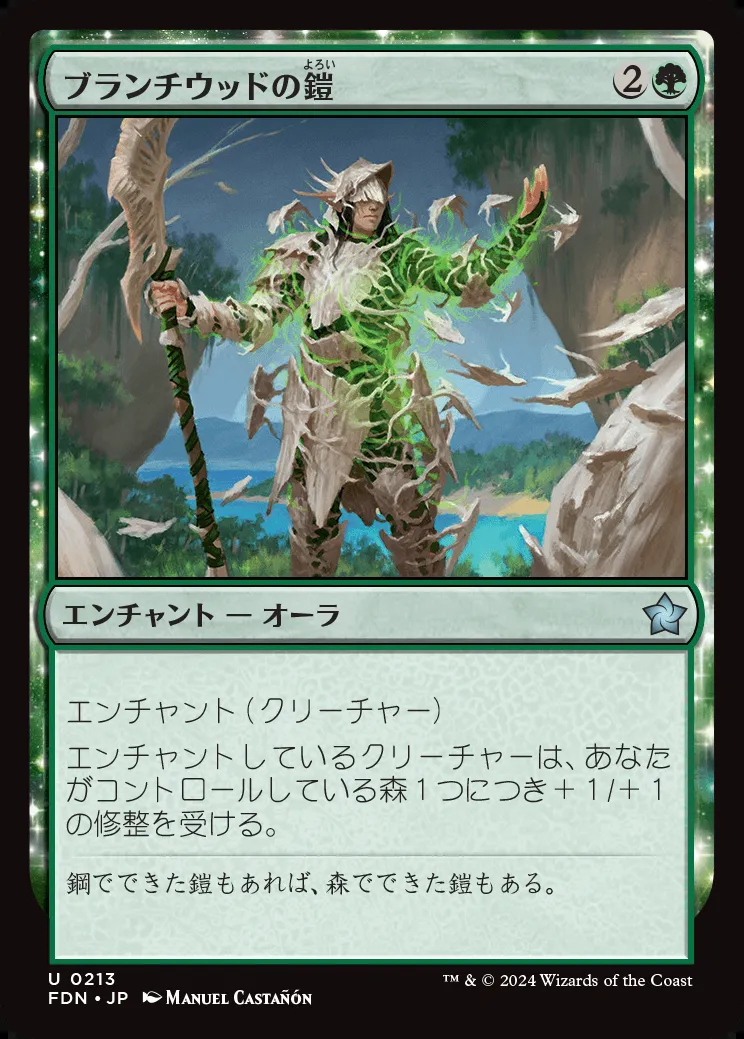 よろい
ブランチウッドの鎧 2
エンチャント ― オーラ
エンチャント（クリーチャー）
エンチャントしているクリーチャーは、あなた
がコントロールしている森１つにつき＋１/＋１
の修整を受ける。
鋼でできた鎧もあれば、森でできた鎧もある。
U 0213
FDN • JP MANUEL CASTAÑÓN
™ & © 2024 Wizards of the Coast